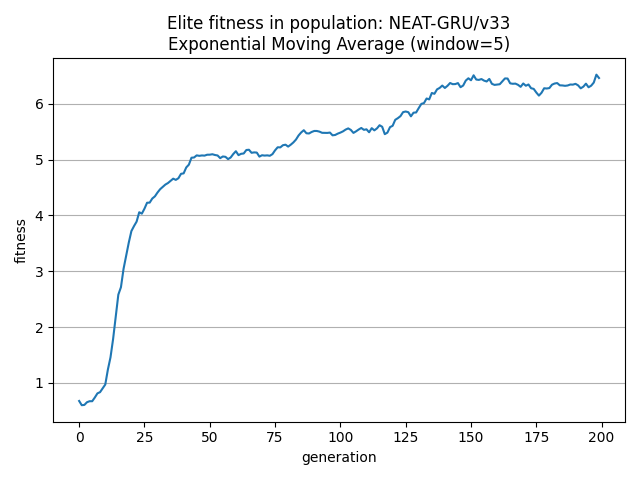 Elite fitness in population: NEAT-GRU/v33
Exponential Moving Average (window=5)
fitness
6
5
4
3
2
1
0 25 50 75 100 125 150 175 200
generation